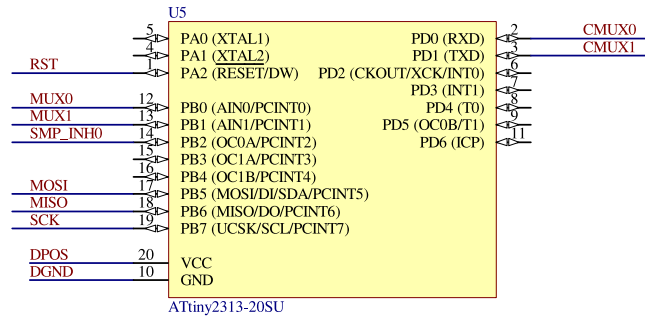 U5
5 PA0 (XTAL1) PD0 (RXD) 2 CMUX0
4 PA1 (XTAL2) PD1 (TXD) 3 CMUX1
RST 1 PA2 (RESET/DW) PD2 (CKOUT/XCK/INT0) 6
PD3 (INT1) 7
MUX0 12 PB0 (AIN0/PCINT0) PD4 (T0) 8
MUX1 13 PB1 (AIN1/PCINT1) PD5 (OC0B/T1) 9
SMP_INH0 14 PB2 (OC0A/PCINT2) PD6 (ICP) 11
15 PB3 (OC1A/PCINT3)
16 PB4 (OC1B/PCINT4)
MOSI 17 PB5 (MOSI/DI/SDA/PCINT5)
MISO 18 PB6 (MISO/DO/PCINT6)
SCK 19 PB7 (UCSK/SCL/PCINT7)
DPOS 20 VCC
DGND 10 GND
ATtiny2313-20SU